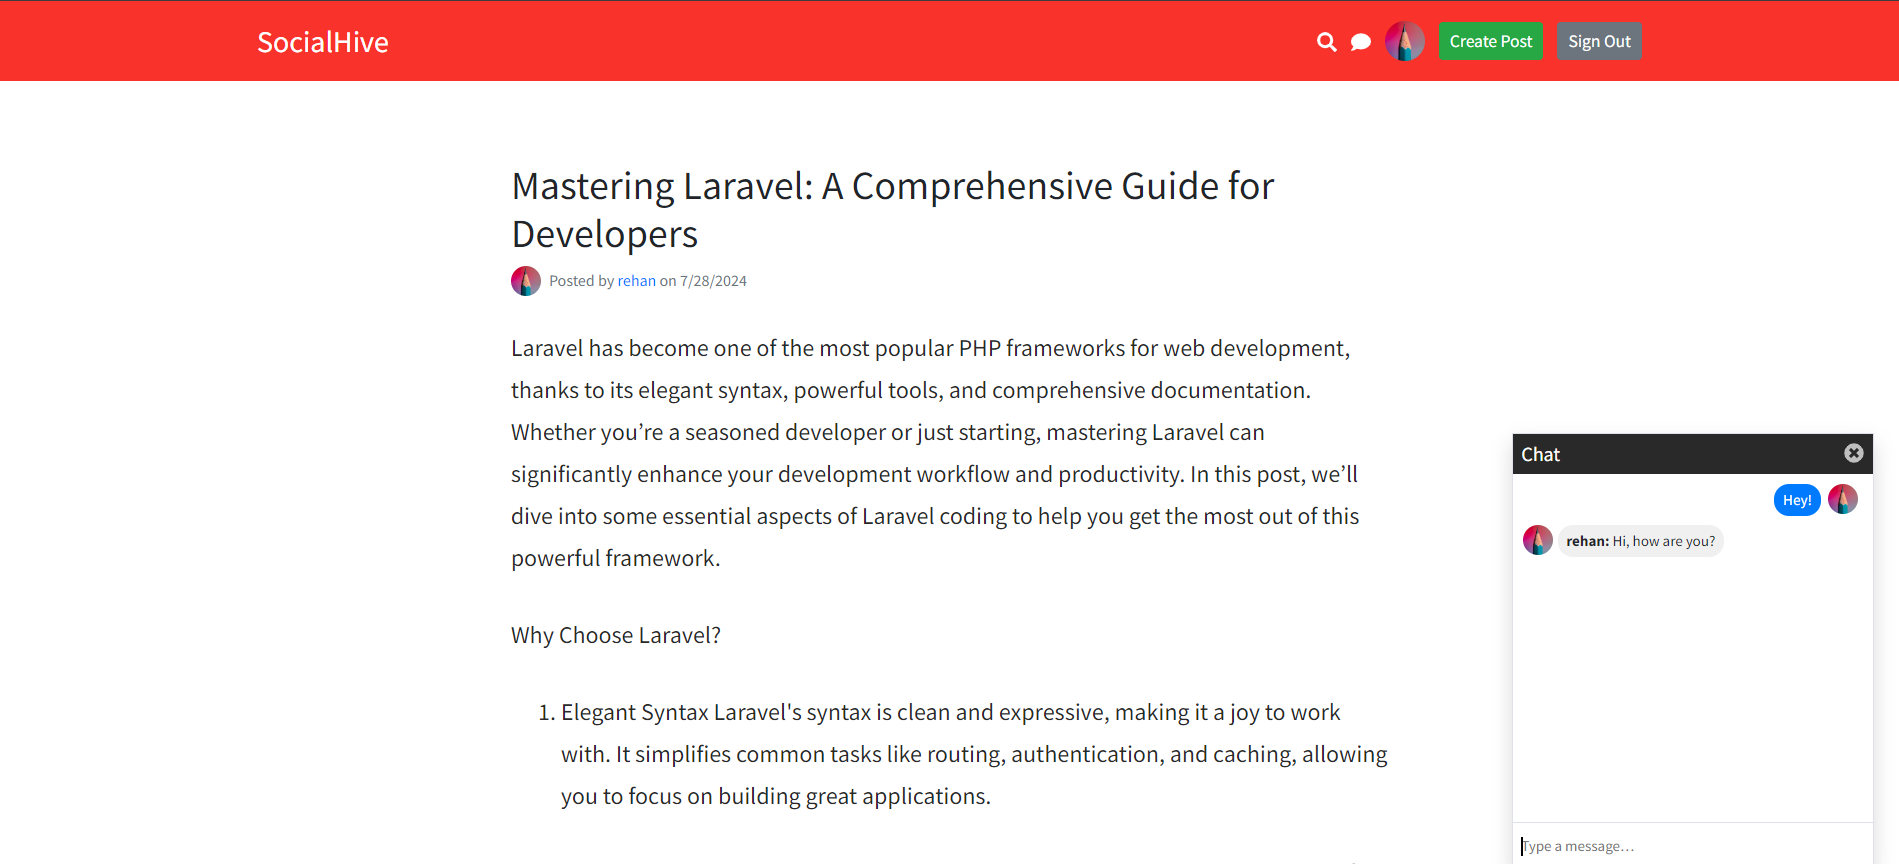 SocialHive
Create Post
Sign Out
Mastering Laravel: A Comprehensive Guide for
Developers
Posted by rehan on 7/28/2024
Laravel has become one of the most popular PHP frameworks for web development,
thanks to its elegant syntax, powerful tools, and comprehensive documentation.
Whether you’re a seasoned developer or just starting, mastering Laravel can
significantly enhance your development workflow and productivity. In this post, we’ll
dive into some essential aspects of Laravel coding to help you get the most out of this
powerful framework.
Why Choose Laravel?
1. Elegant Syntax Laravel's syntax is clean and expressive, making it a joy to work
with. It simplifies common tasks like routing, authentication, and caching, allowing
you to focus on building great applications.
Chat
Hey!
rehan: Hi, how are you?
Type a message…